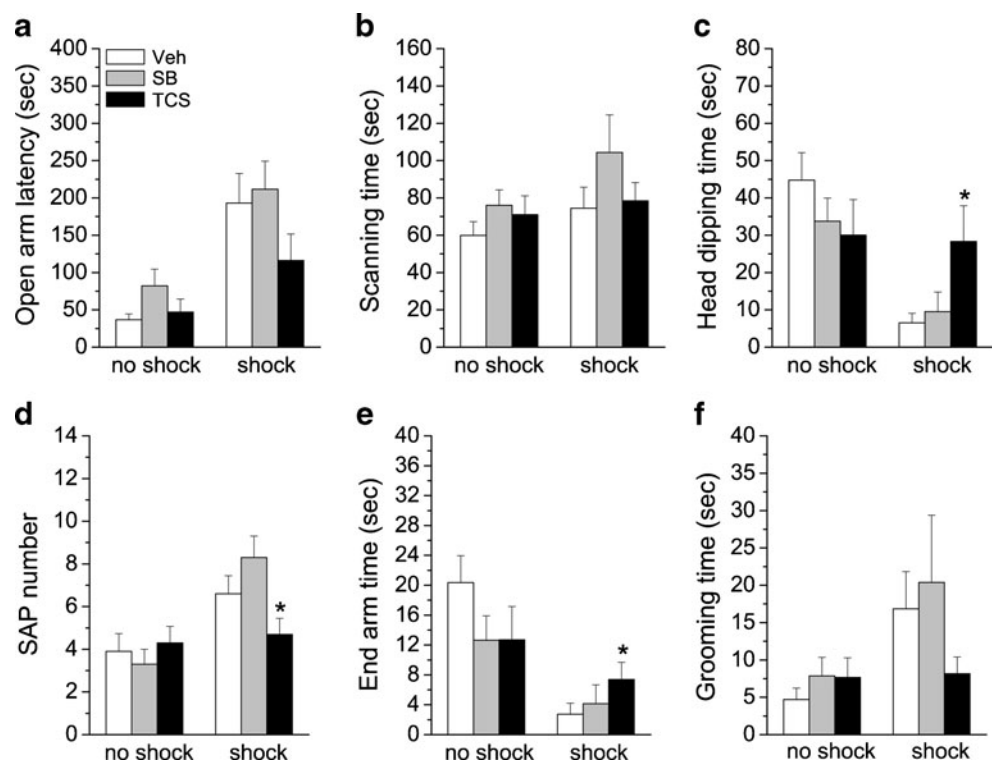 a
Open arm latency (sec)
400
350
300
250
200
150
100
50
0
Veh
SB
TCS
no shock shock
b
Scanning time (sec)
160
140
120
100
80
60
40
20
0
no shock shock
c
Head dipping time (sec)
80
70
60
50
40
30
20
10
0
*
no shock shock
d
SAP number
14
12
10
8
6
4
2
0
*
no shock shock
e
End arm time (sec)
40
36
32
28
24
20
16
12
8
4
0
*
no shock shock
f
Grooming time (sec)
40
35
30
25
20
15
10
5
0
no shock shock